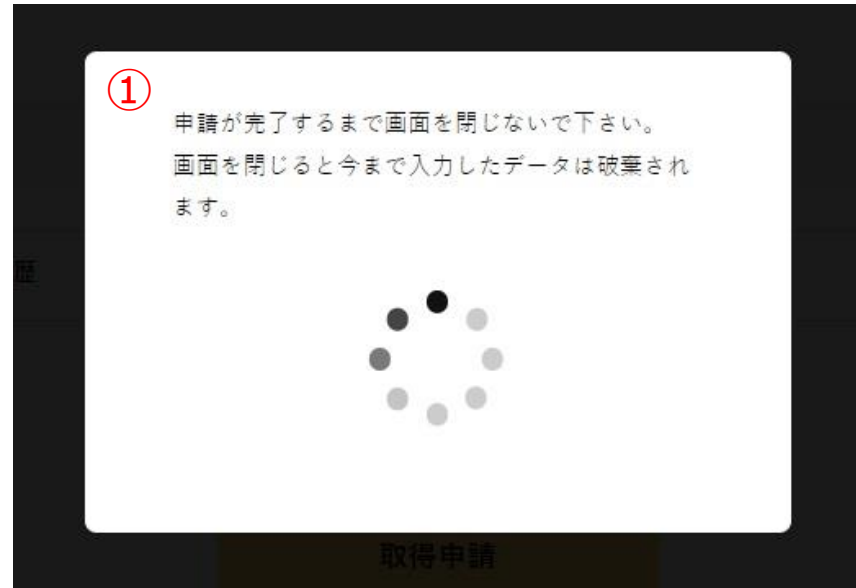 ①
申請が完了するまで画面を閉じないで下さい。
画面を閉じると今まで入力したデータは破棄され
ます。
歴
取得申請